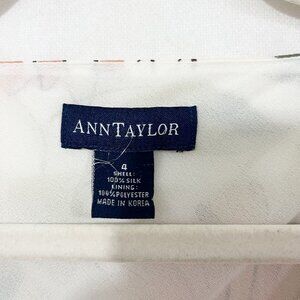 ANNTAYLOR
4
SHELL:
100% SILK
LINING:
100% POLYESTER
MADE IN KOREA